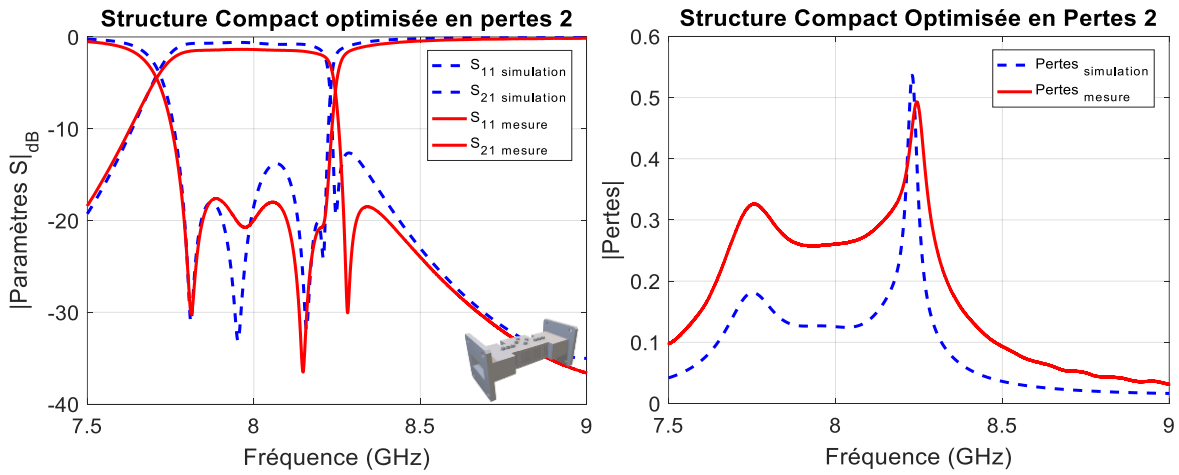 Structure Compact optimisée en pertes 2
|Paramètres S|dB
0
-10
-20
-30
-40
7.5
8
8.5
9
Fréquence (GHz)
S11 simulation
S21 simulation
S11 mesure
S21 mesure
Structure Compact Optimisée en Pertes 2
|Pertes|
0.6
0.5
0.4
0.3
0.2
0.1
0
7.5
8
8.5
9
Fréquence (GHz)
Pertes simulation
Pertes mesure